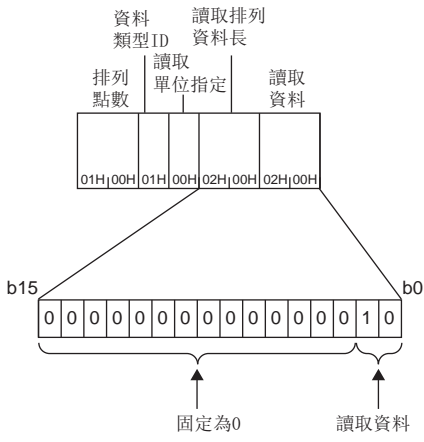 資料
類型ID
讀取排列
資料長
排列
點數
讀取
單位指定
讀取
資料
01H 00H 01H 00H 02H 00H 02H 00H
b15
b0
0 0 0 0 0 0 0 0 0 0 0 0 0 0 1 0
固定為0
讀取資料